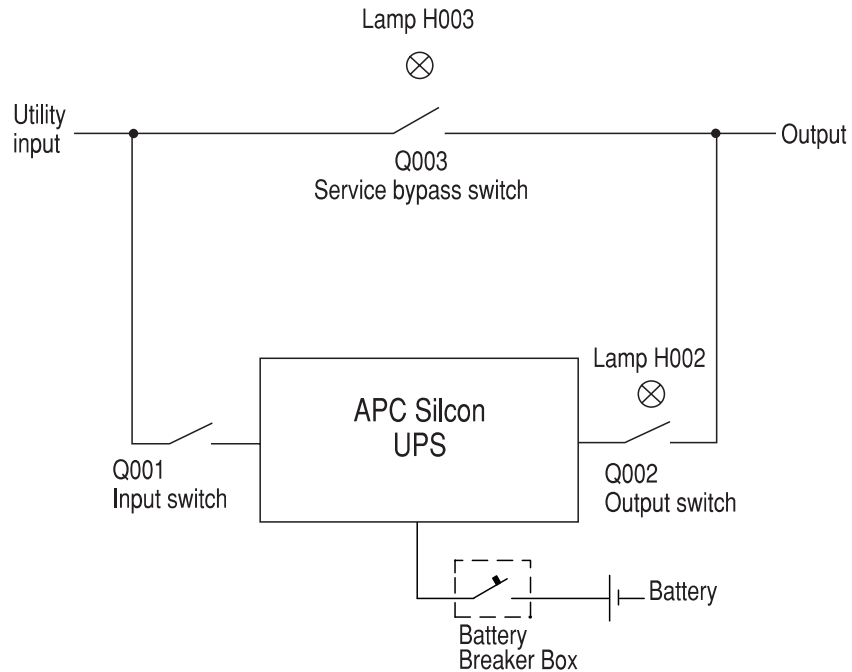 Lamp H003
Utility
input
Output
Q003
Service bypass switch
Lamp H002
APC Silcon
UPS
Q001
Input switch
Q002
Output switch
Battery
Battery
Breaker Box